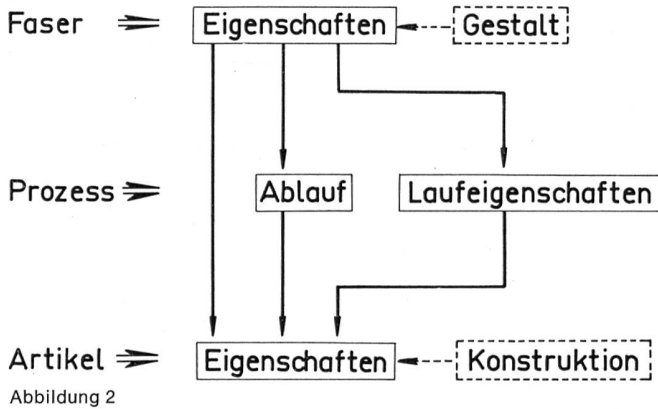 Faser Eigenschaften Gestalt
Prozess Ablauf Laufeigenschaften
Artikel Eigenschaften Konstruktion
Abbildung 2